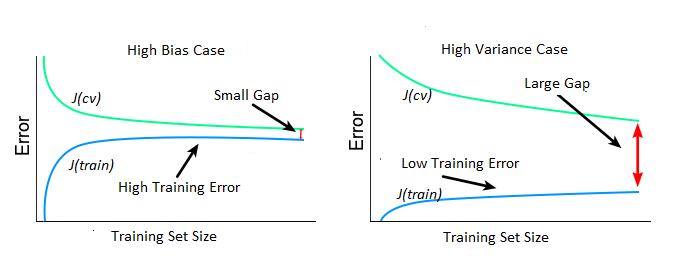 High Bias Case
J(cv)
Small Gap
Error
J(train)
High Training Error
Training Set Size
High Variance Case
J(cv)
Large Gap
Error
Low Training Error
J(train)
Training Set Size